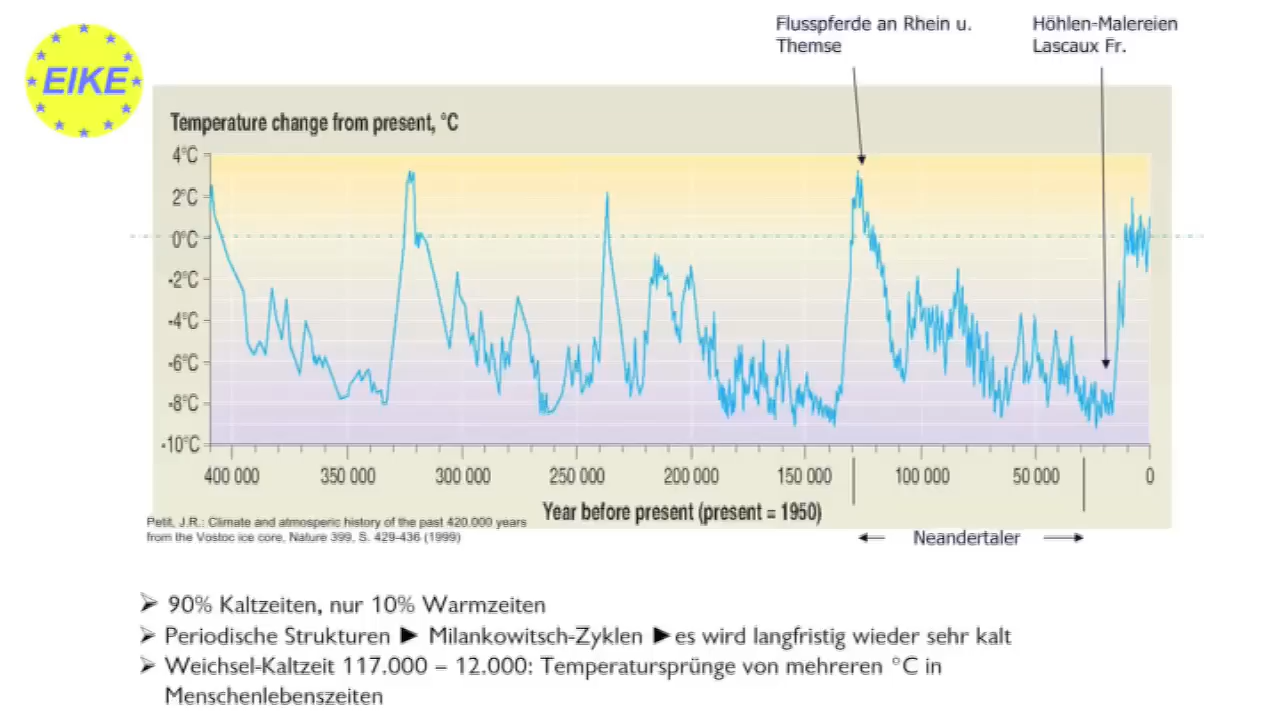 Flusspferde an Rhein u.
Themse
Höhlen-Malereien
Lascaux Fr.
EIKE
Temperature change from present, °C
4°C
2°C
0°C
-2°C
-4°C
-6°C
-8°C
-10°C
400 000 350 000 300 000 250 000 200 000 150 000 100 000 50 000 0
Year before present (present = 1950)
Petit, J.R.: Climate and atmosperic history of the past 420.000 years
from the Vostoc ice core, Nature 399, S. 429-436 (1999)
Neandertaler
➢ 90% Kaltzeiten, nur 10% Warmzeiten
➢ Periodische Strukturen ► Milankowitsch-Zyklen ► es wird langfristig wieder sehr kalt
➢ Weichsel-Kaltzeit 117.000 – 12.000: Temperatursprünge von mehreren °C in
Menschenlebenszeiten